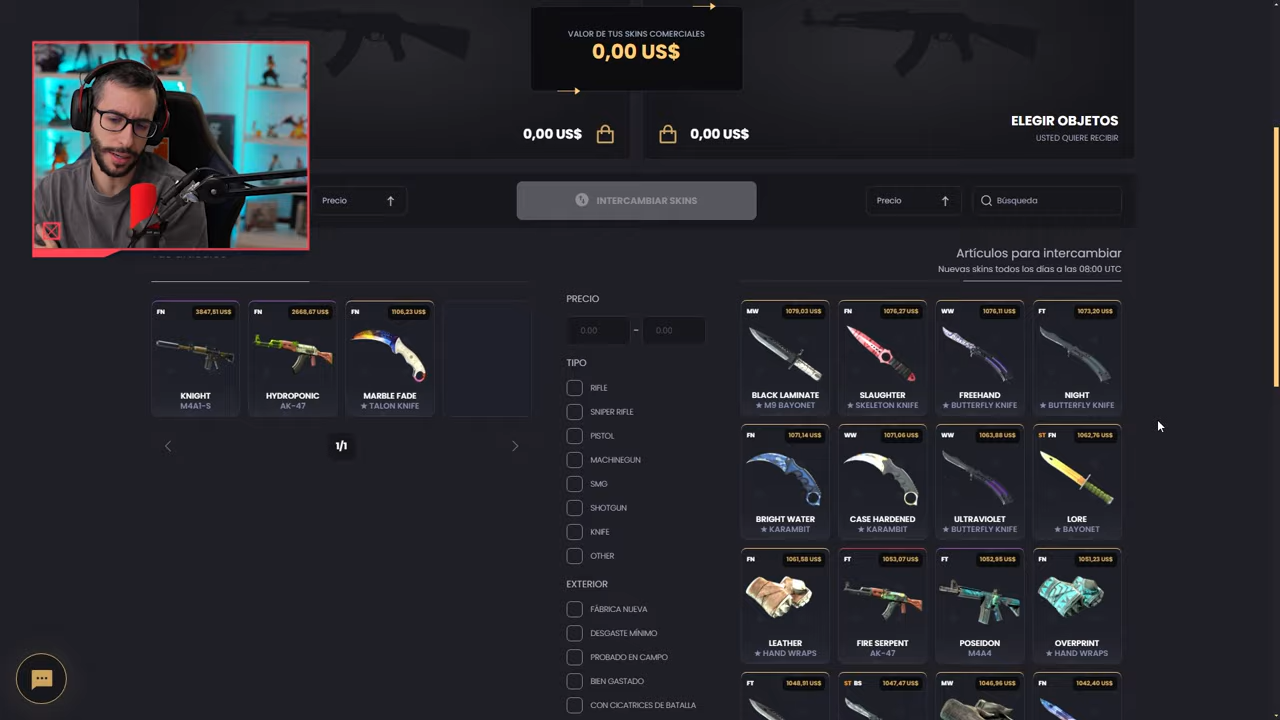 VALOR DE TUS SKINS COMERCIALES
0,00 US$
0,00 US$
0,00 US$
ELEGIR OBJETOS
USTED QUIERE RECIBIR
Precio
INTERCAMBIAR SKINS
Precio
Búsqueda
Artículos para intercambiar
Nuevas skins todos los días a las 08:00 UTC
FN 3847,51 US$
KNIGHT
M4A1-S
FN 2668,67 US$
HYDROPONIC
AK-47
FN 1106,23 US$
MARBLE FADE
★ TALON KNIFE
1/1
PRECIO
0.00 – 0.00
TIPO
RIFLE
SNIPER RIFLE
PISTOL
MACHINEGUN
SMG
SHOTGUN
KNIFE
OTHER
EXTERIOR
FÁBRICA NUEVA
DESGASTE MÍNIMO
PROBADO EN CAMPO
BIEN GASTADO
CON CICATRICES DE BATALLA
MW 1079,03 US$
BLACK LAMINATE
★ M9 BAYONET
FN 1076,27 US$
SLAUGHTER
★ SKELETON KNIFE
WW 1076,11 US$
FREEHAND
★ BUTTERFLY KNIFE
FT 1073,20 US$
NIGHT
★ BUTTERFLY KNIFE
FN 1071,14 US$
BRIGHT WATER
★ KARAMBIT
WW 1071,06 US$
CASE HARDENED
★ KARAMBIT
WW 1063,88 US$
ULTRAVIOLET
★ BUTTERFLY KNIFE
ST FN 1062,76 US$
LORE
★ BAYONET
FN 1061,58 US$
LEATHER
★ HAND WRAPS
FT 1053,07 US$
FIRE SERPENT
AK-47
FT 1052,95 US$
POSEIDON
M4A4
FN 1051,23 US$
OVERPRINT
★ HAND WRAPS
FT 1048,91 US$
ST BS 1047,47 US$
MW 1046,96 US$
FN 1042,40 US$